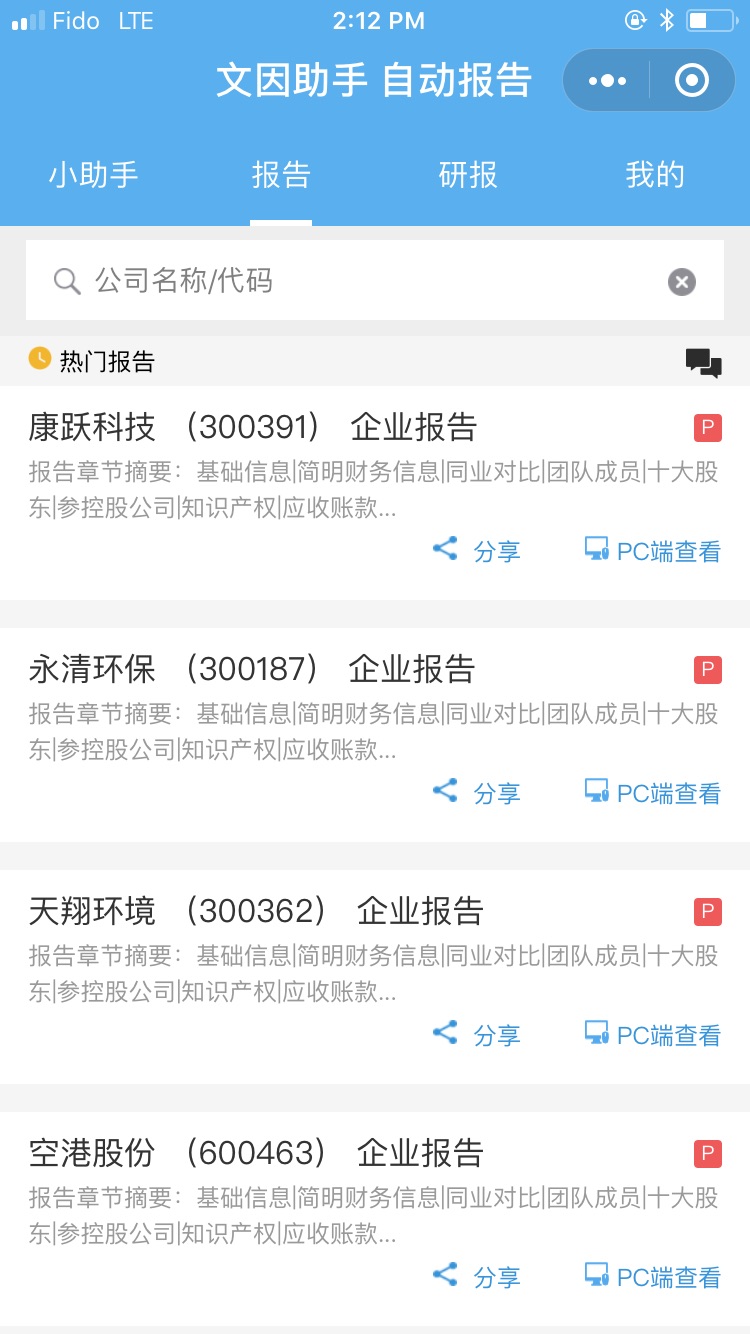 Fido LTE 2:12 PM
文因助手 自动报告
小助手 报告 研报 我的
公司名称/代码
热门报告
康跃科技 （300391） 企业报告 P
报告章节摘要：基础信息|简明财务信息|同业对比|团队成员|十大股
东|参控股公司|知识产权|应收账款...
分享 PC端查看
永清环保 （300187） 企业报告 P
报告章节摘要：基础信息|简明财务信息|同业对比|团队成员|十大股
东|参控股公司|知识产权|应收账款...
分享 PC端查看
天翔环境 （300362） 企业报告 P
报告章节摘要：基础信息|简明财务信息|同业对比|团队成员|十大股
东|参控股公司|知识产权|应收账款...
分享 PC端查看
空港股份 （600463） 企业报告 P
报告章节摘要：基础信息|简明财务信息|同业对比|团队成员|十大股
东|参控股公司|知识产权|应收账款...
分享 PC端查看